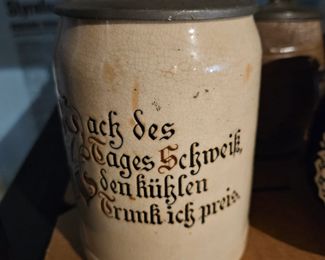 Nach des
Tages Schweiß,
den kühlen
Trunk ich preis.